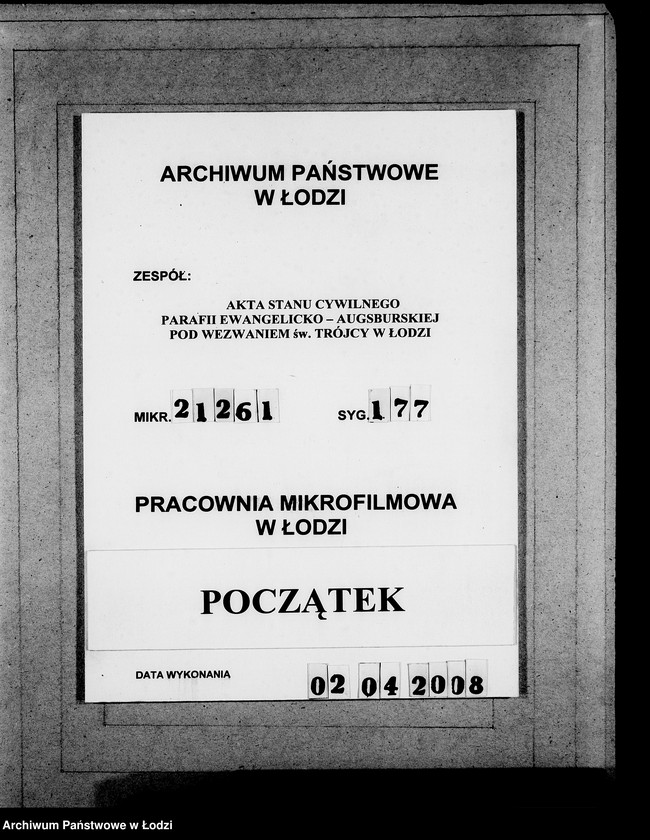 ARCHIWUM PAŃSTWOWE
W ŁODZI
ZESPÓŁ:
AKTA STANU CYWILNEGO
PARAFII EWANGELICKO – AUGSBURSKIEJ
POD WEZWANIEM św. TRÓJCY W ŁODZI
MIKR. 21261 SYG. 177
PRACOWNIA MIKROFILMOWA
W ŁODZI
POCZĄTEK
DATA WYKONANIA 02 04 2008
Archiwum Państwowe w Łodzi